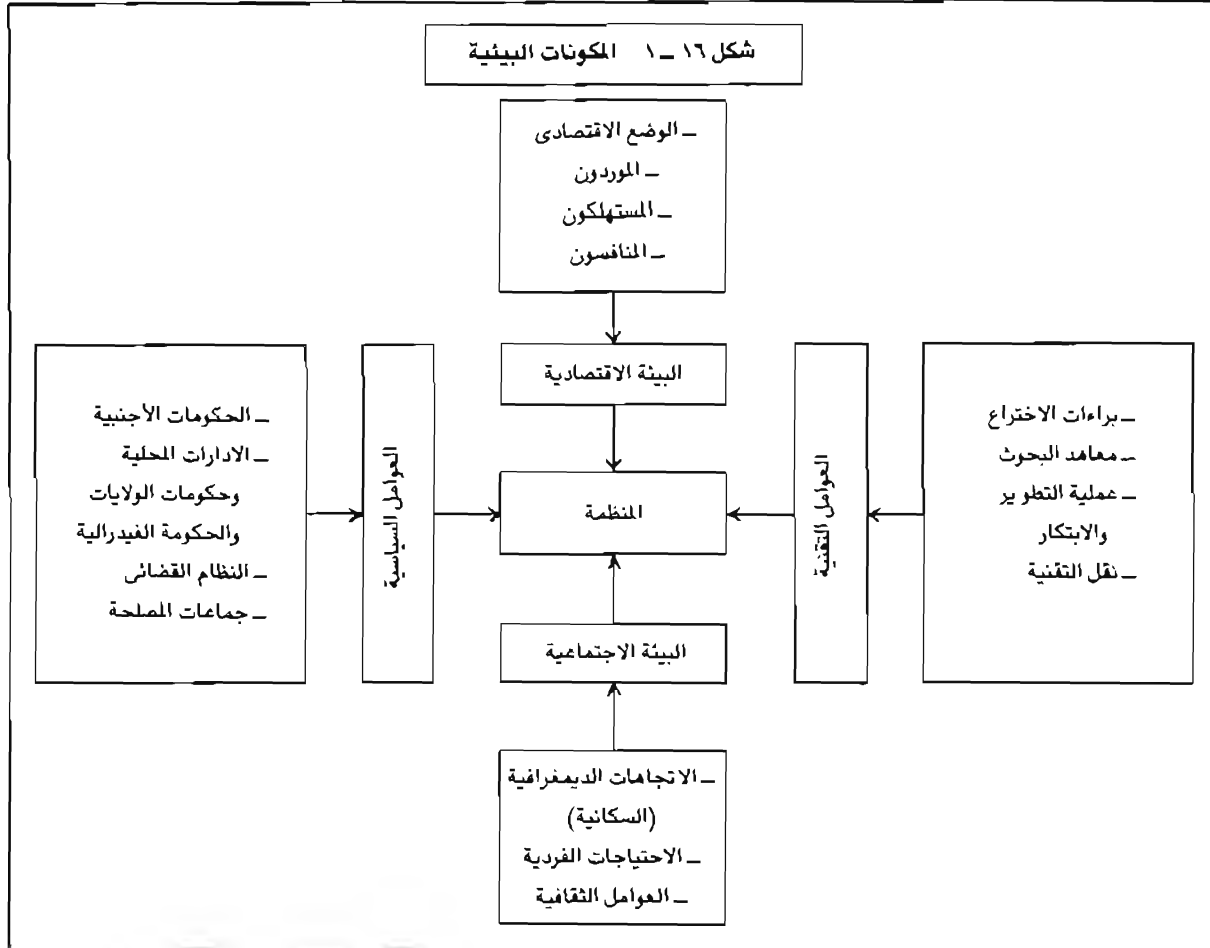 شكل ١٦ – ١ المكونات البيئية
– الوضع الاقتصادى
– الموردون
– المستهلكون
– المنافسون
البيئة الاقتصادية
– براءات الاختراع
– معاهد البحوث
– عملية التطوير
والابتكار
– نقل التقنية
العوامل التقنية
المنظمة
العوامل السياسية
– الحكومات الأجنبية
– الادارات المحلية
وحكومات الولايات
والحكومة الفيدرالية
– النظام القضائى
– جماعات المصلحة
البيئة الاجتماعية
– الاتجاهات الديمغرافية
(السكانية)
– الاحتياجات الفردية
– العوامل الثقافية